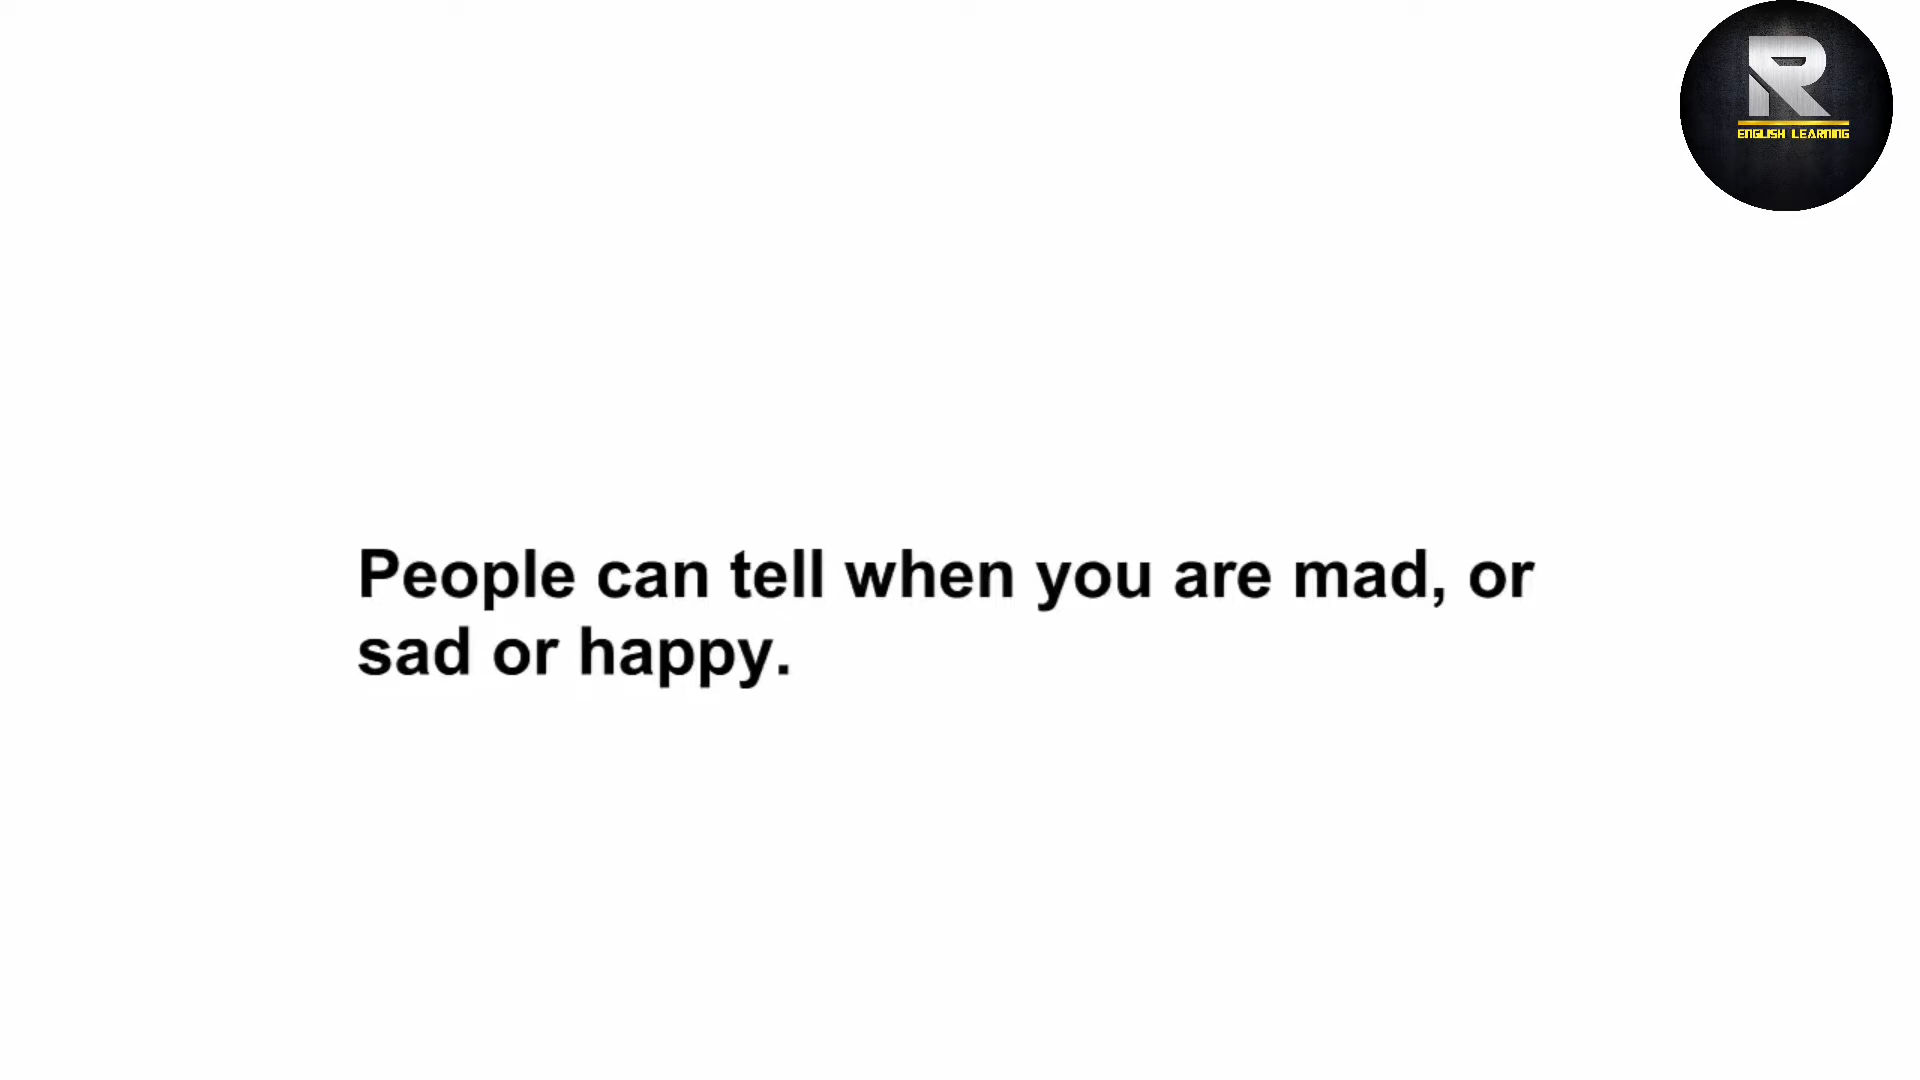 R
ENGLISH LEARNING
People can tell when you are mad, or
sad or happy.